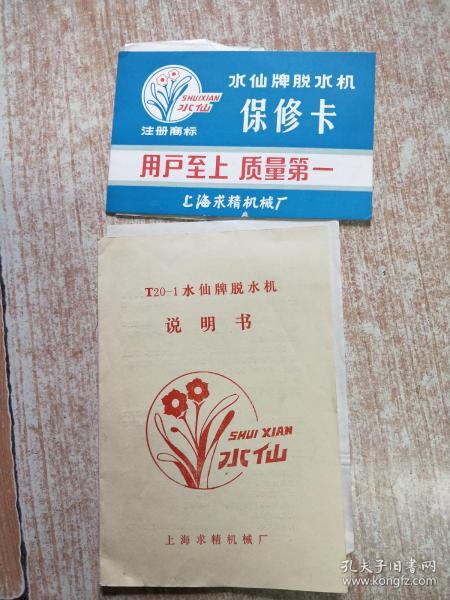 水仙牌脱水机
SHUIXIAN
水仙
注册商标
保修卡
用户至上 质量第一
上海求精机械厂
T20-1水仙牌脱水机
说明书
SHUI XIAN
水仙
上海求精机械厂
孔夫子旧书网
www.kongfz.com